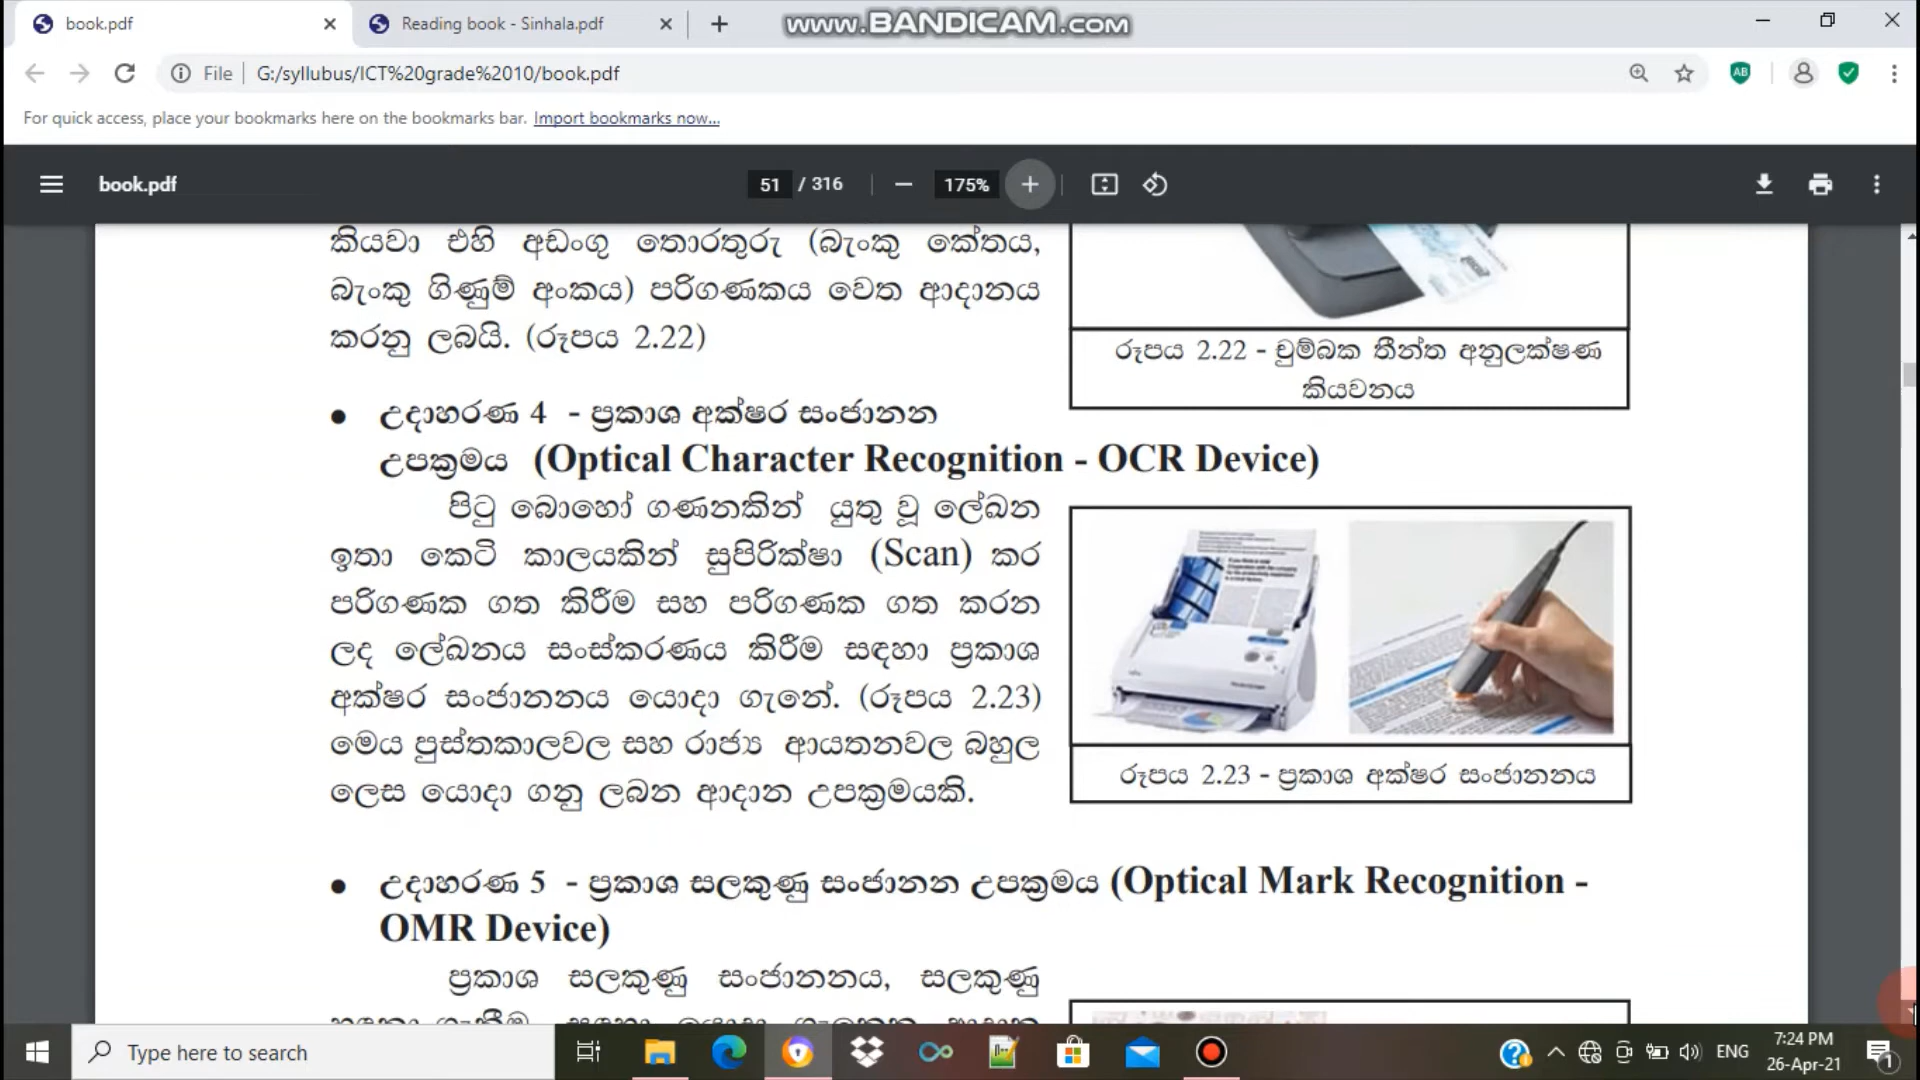 book.pdf
Reading book - Sinhala.pdf
www.BANDICAM.com
File
G:/syllubus/ICT%20grade%2010/book.pdf
For quick access, place your bookmarks here on the bookmarks bar. Import bookmarks now...
book.pdf
51 / 316
175%
කියවා එහි අඩංගු තොරතුරු (බැංකු කේතය,
බැංකු ගිණුම් අංකය) පරිගණකය වෙත ආදානය
කරනු ලබයි. (රූපය 2.22)
රූපය 2.22 - චුම්බක තීන්ත අනුලක්ෂණ
කියවනය
● උදාහරණ 4 - ප්‍රකාශ අක්ෂර සංජානන
උපක්‍රමය (Optical Character Recognition - OCR Device)
පිටු බොහෝ ගණනකින් යුතු වූ ලේඛන
ඉතා කෙටි කාලයකින් සුපිරික්ෂා (Scan) කර
පරිගණක ගත කිරීම සහ පරිගණක ගත කරන
ලද ලේඛනය සංස්කරණය කිරීම සඳහා ප්‍රකාශ
අක්ෂර සංජානනය යොදා ගැනේ. (රූපය 2.23)
මෙය පුස්තකාලවල සහ රාජ්‍ය ආයතනවල බහුල
ලෙස යොදා ගනු ලබන ආදාන උපක්‍රමයකි.
රූපය 2.23 - ප්‍රකාශ අක්ෂර සංජානනය
● උදාහරණ 5 - ප්‍රකාශ සලකුණු සංජානන උපක්‍රමය (Optical Mark Recognition -
OMR Device)
ප්‍රකාශ සලකුණු සංජානනය, සලකුණු
Type here to search
ENG
7:24 PM
26-Apr-21
1